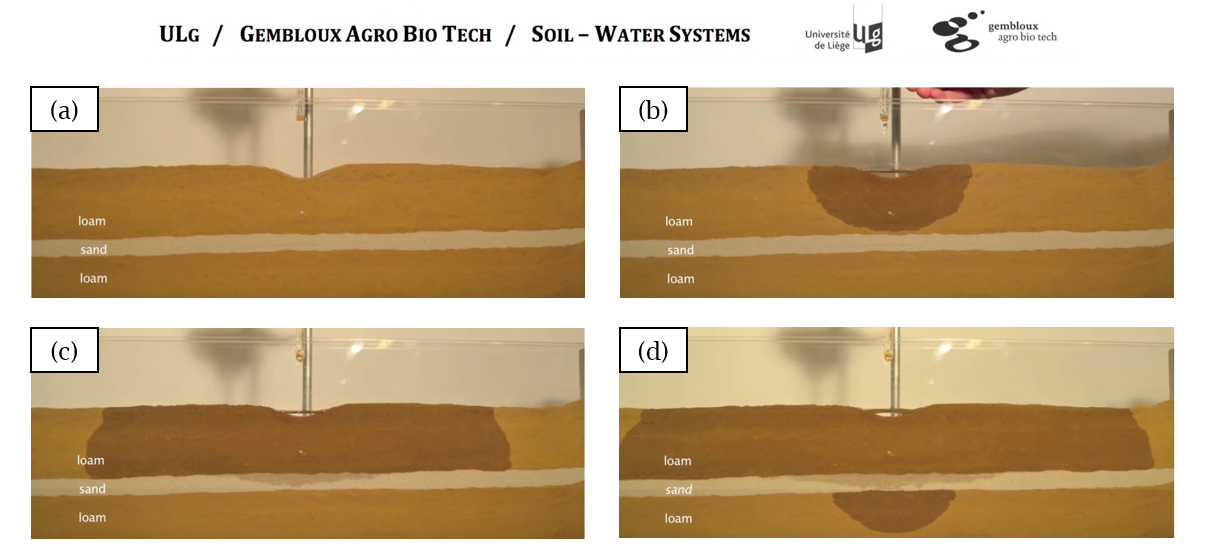 ULG / GEMBLOUX AGRO BIO TECH / SOIL – WATER SYSTEMS
Université
de Liège
ULg
gembloux
agro bio tech
(a)
loam
sand
loam
(b)
loam
sand
loam
(c)
loam
sand
loam
(d)
loam
sand
loam